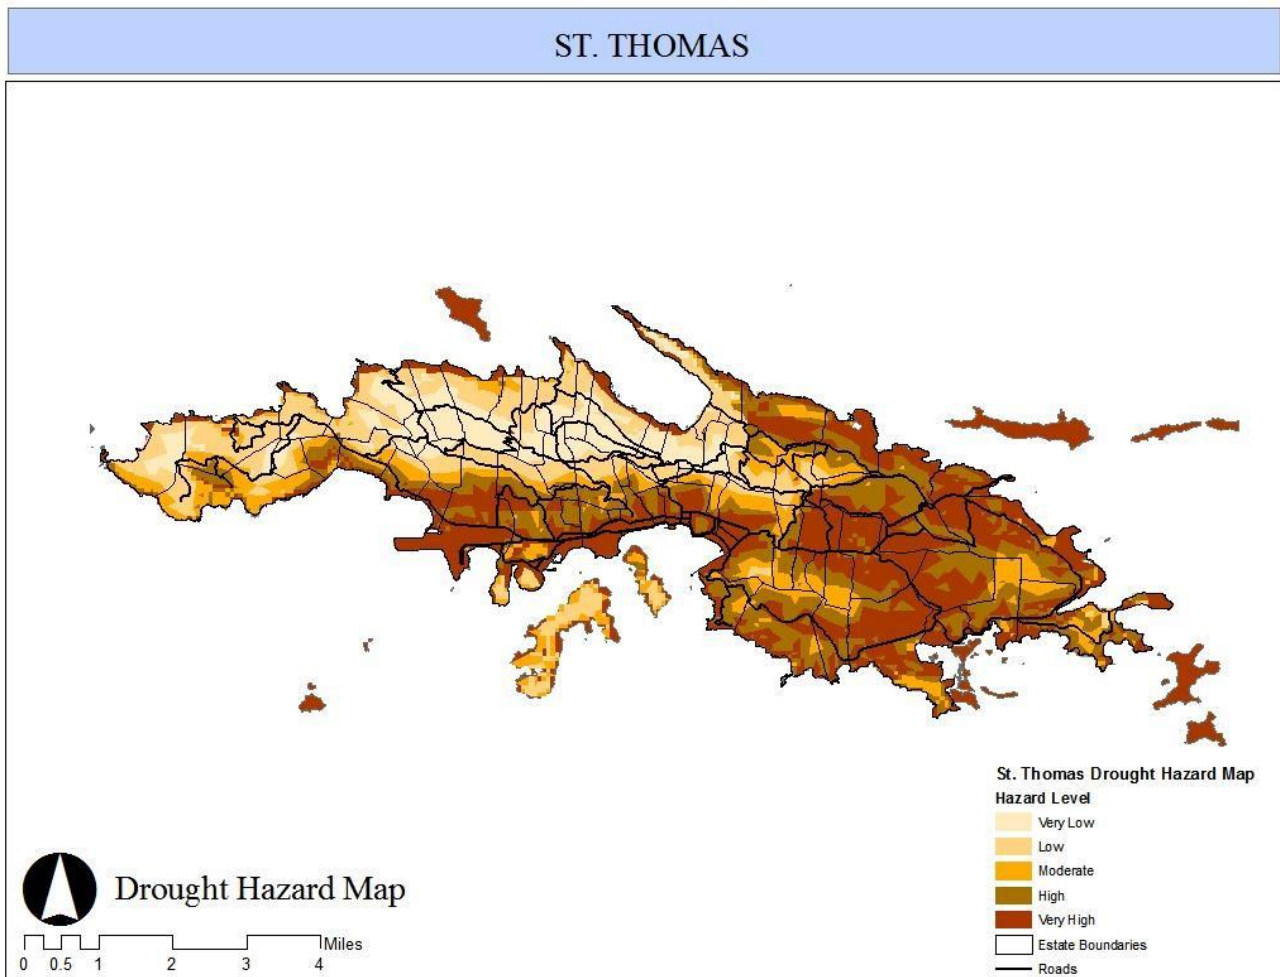 ST. THOMAS
St. Thomas Drought Hazard Map
Hazard Level
Very Low
Low
Moderate
High
Very High
Estate Boundaries
Roads
Drought Hazard Map
Miles
0 0.5 1 2 3 4